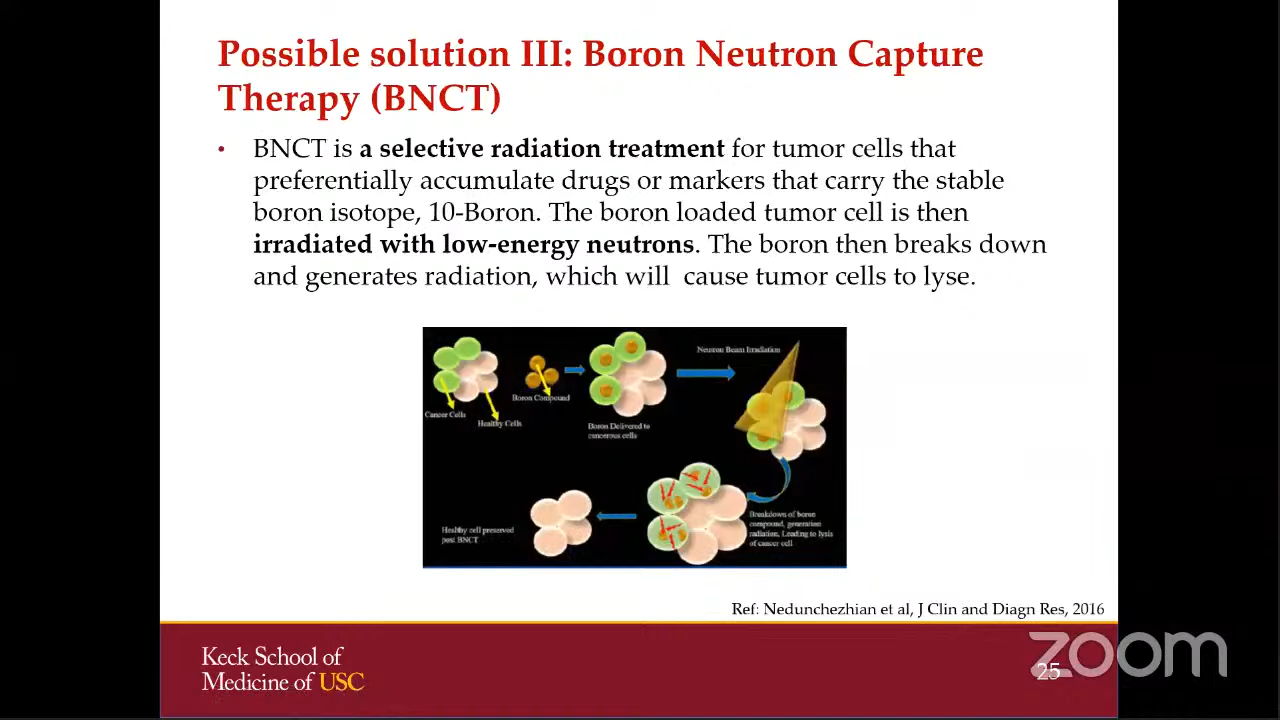 Possible solution III: Boron Neutron Capture
Therapy (BNCT)
• BNCT is a selective radiation treatment for tumor cells that
preferentially accumulate drugs or markers that carry the stable
boron isotope, 10-Boron. The boron loaded tumor cell is then
irradiated with low-energy neutrons. The boron then breaks down
and generates radiation, which will cause tumor cells to lyse.
Cancer Cells
Healthy Cells
Boron Compound
Boron Delivered to
cancerous cells
Neutron Beam Irradiation
Breakdown of boron
compound, generation
radiation, Leading to lysis
of cancer cell
Healthy cell preserved
post BNCT
Ref: Nedunchezhian et al, J Clin and Diagn Res, 2016
Keck School of
Medicine of USC
25
zoom